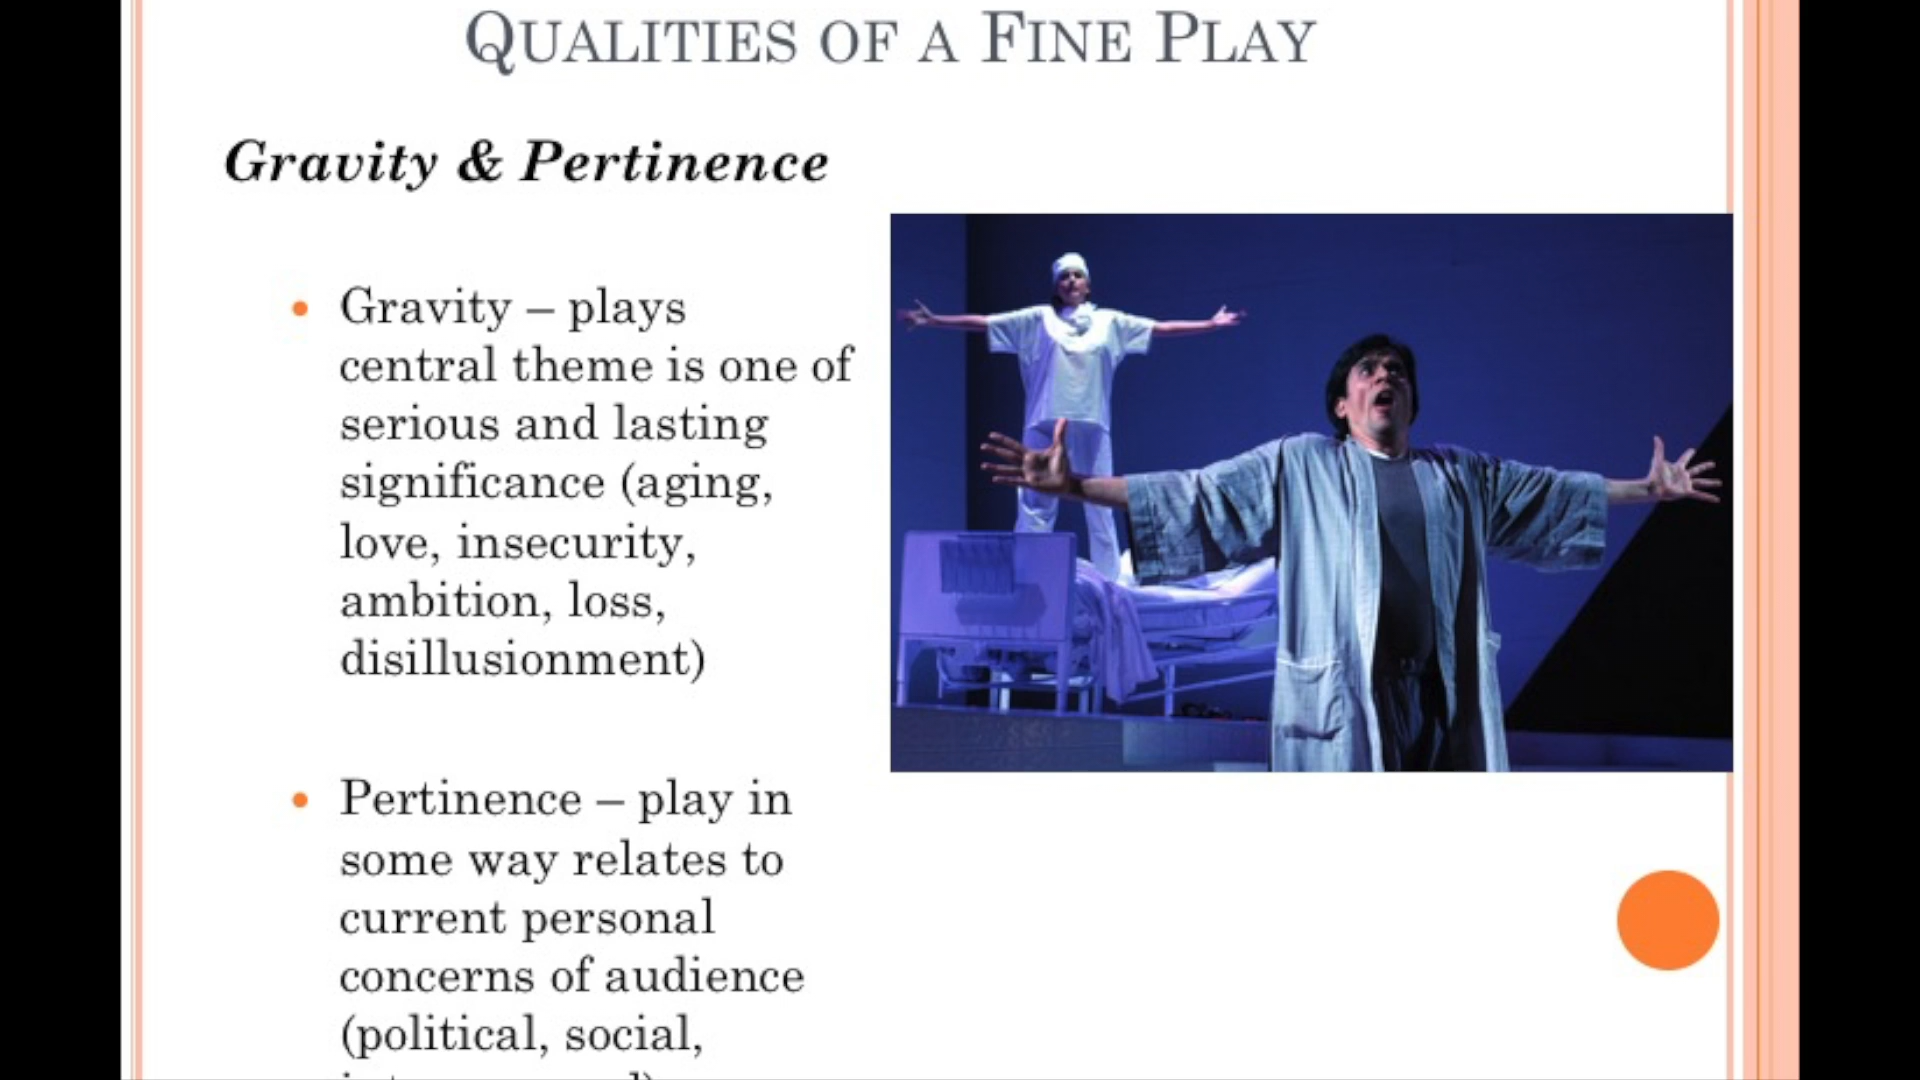 QUALITIES OF A FINE PLAY
Gravity & Pertinence
• Gravity – plays
central theme is one of
serious and lasting
significance (aging,
love, insecurity,
ambition, loss,
disillusionment)
• Pertinence – play in
some way relates to
current personal
concerns of audience
(political, social,